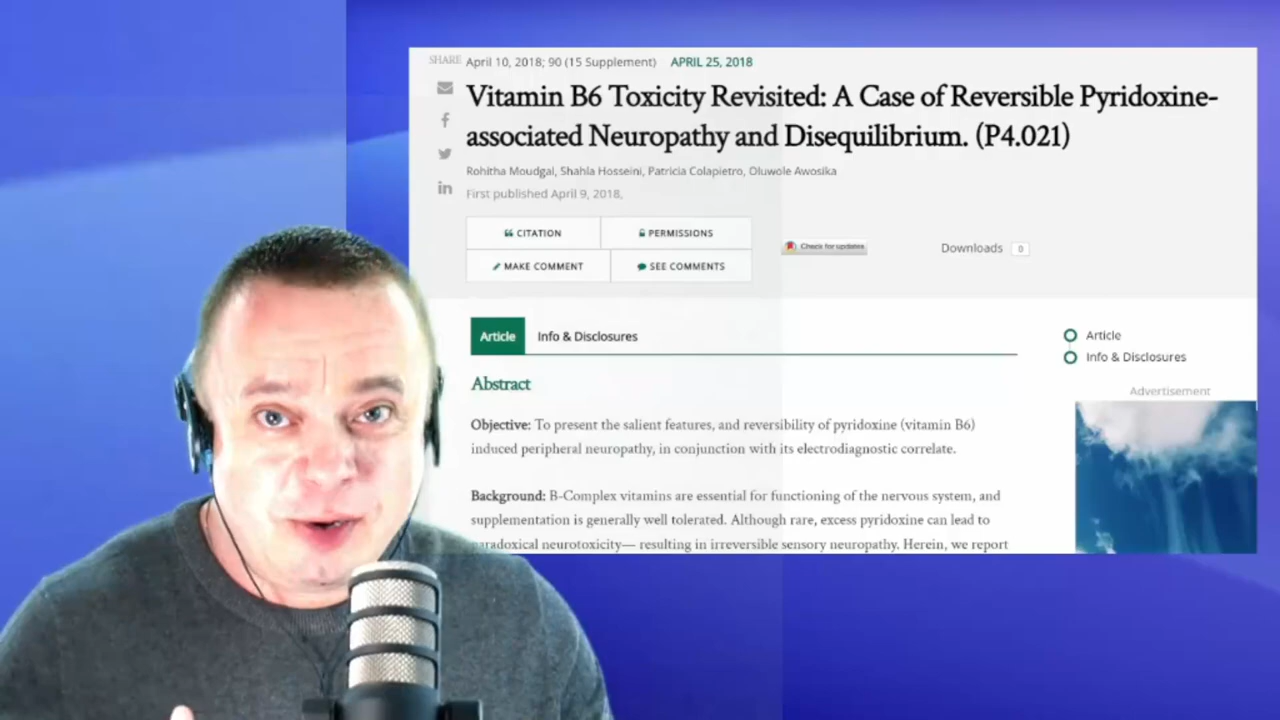 SHARE
April 10, 2018; 90 (15 Supplement) APRIL 25, 2018
Vitamin B6 Toxicity Revisited: A Case of Reversible Pyridoxine-
associated Neuropathy and Disequilibrium. (P4.021)
Rohitha Moudgal, Shahla Hosseini, Patricia Colapietro, Oluwole Awosika
First published April 9, 2018,
CITATION PERMISSIONS
Check for updates
Downloads 0
MAKE COMMENT SEE COMMENTS
Article Info & Disclosures
Article
Info & Disclosures
Abstract
Advertisement
Objective: To present the salient features, and reversibility of pyridoxine (vitamin B6)
induced peripheral neuropathy, in conjunction with its electrodiagnostic correlate.
Background: B-Complex vitamins are essential for functioning of the nervous system, and
supplementation is generally well tolerated. Although rare, excess pyridoxine can lead to
paradoxical neurotoxicity— resulting in irreversible sensory neuropathy. Herein, we report